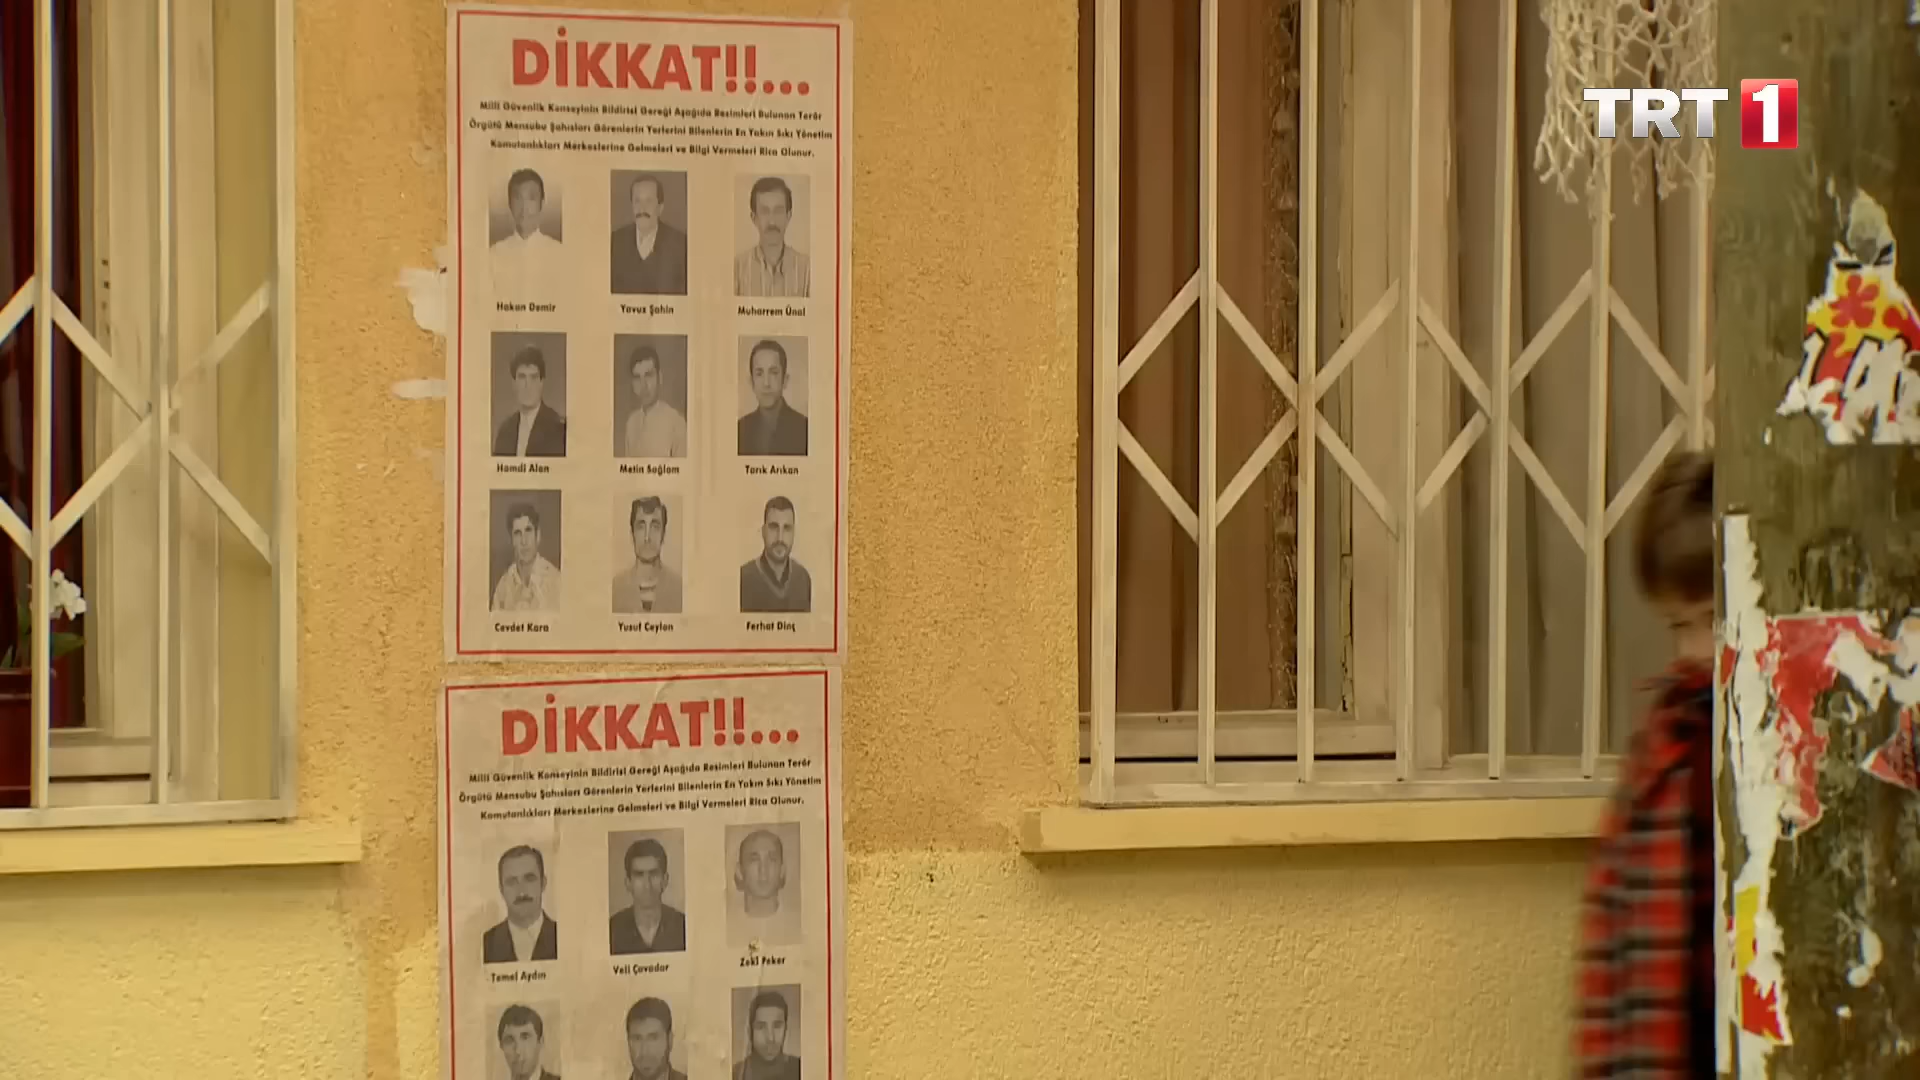 DİKKAT!!...
Milli Güvenlik Konseyinin Bildirisi Gereği Aşağıda Resimleri Bulunan Terör
Örgütü Mensubu Şahısları Görenlerin Yerlerini Bilenlerin En Yakın Sıkı Yönetim
Komutanlıkları Merkezlerine Gelmeleri ve Bilgi Vermeleri Rica Olunur.
TRT 1
Hakan Demir Yavuz Şahin Muharrem Ünal
Hamdi Alan Metin Sağlam Tarık Arıkan
Cevdet Kara Yusuf Ceylan Ferhat Dinç
DİKKAT!!...
Milli Güvenlik Konseyinin Bildirisi Gereği Aşağıda Resimleri Bulunan Terör
Örgütü Mensubu Şahısları Görenlerin Yerlerini Bilenlerin En Yakın Sıkı Yönetim
Komutanlıkları Merkezlerine Gelmeleri ve Bilgi Vermeleri Rica Olunur.
Temel Aydın Veli Çavadar Zeki Peker